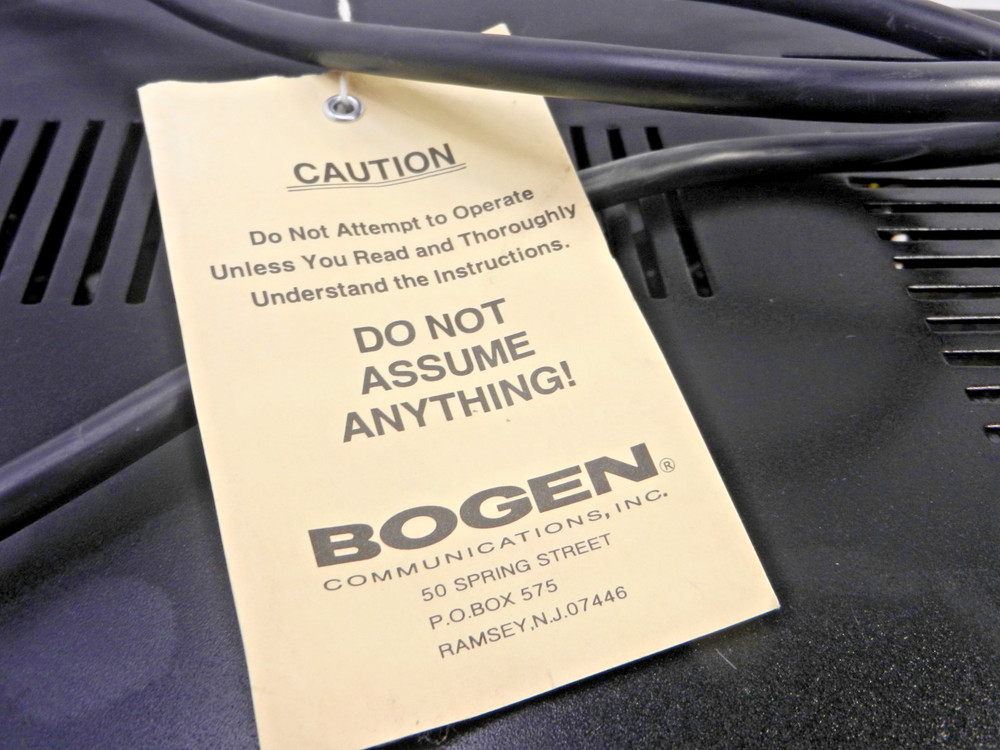 CAUTION
Do Not Attempt to Operate
Unless You Read and Thoroughly
Understand the Instructions.
DO NOT
ASSUME
ANYTHING!
BOGEN®
COMMUNICATIONS, INC.
50 SPRING STREET
P.O.BOX 575
RAMSEY,N.J.07446